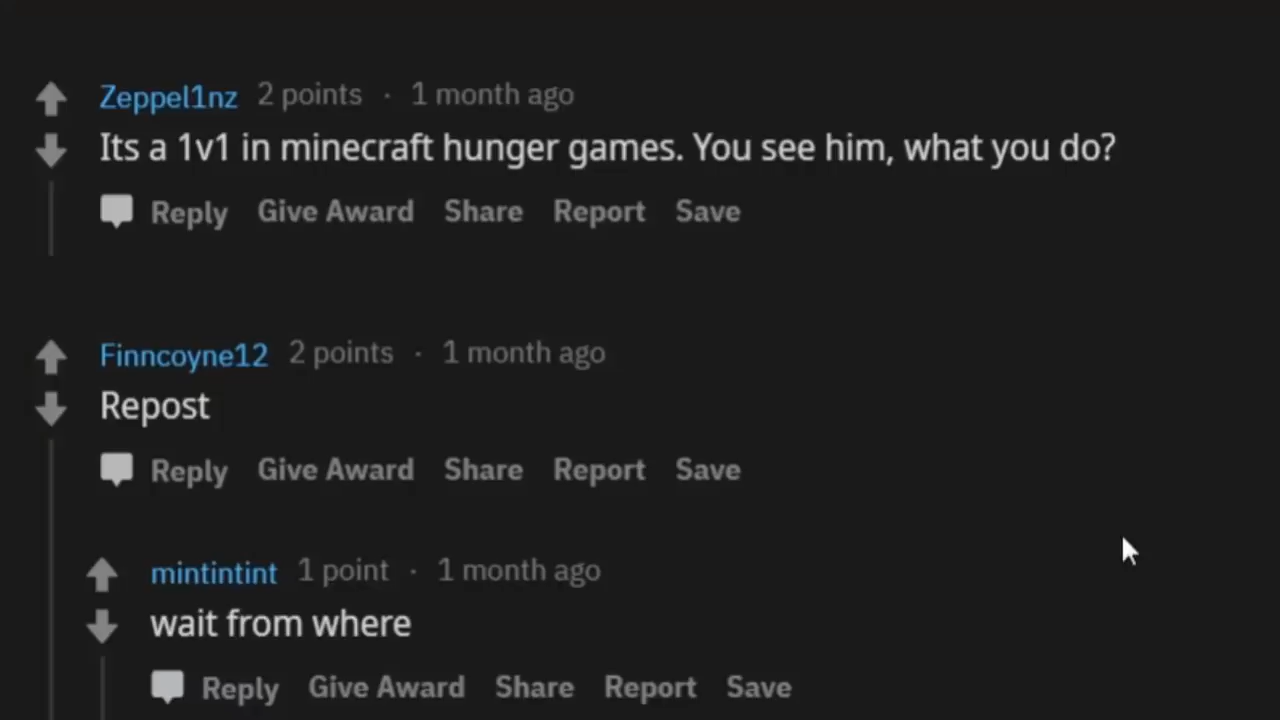 Zeppel1nz 2 points · 1 month ago
Its a 1v1 in minecraft hunger games. You see him, what you do?
Reply Give Award Share Report Save
Finncoyne12 2 points · 1 month ago
Repost
Reply Give Award Share Report Save
mintintint 1 point · 1 month ago
wait from where
Reply Give Award Share Report Save